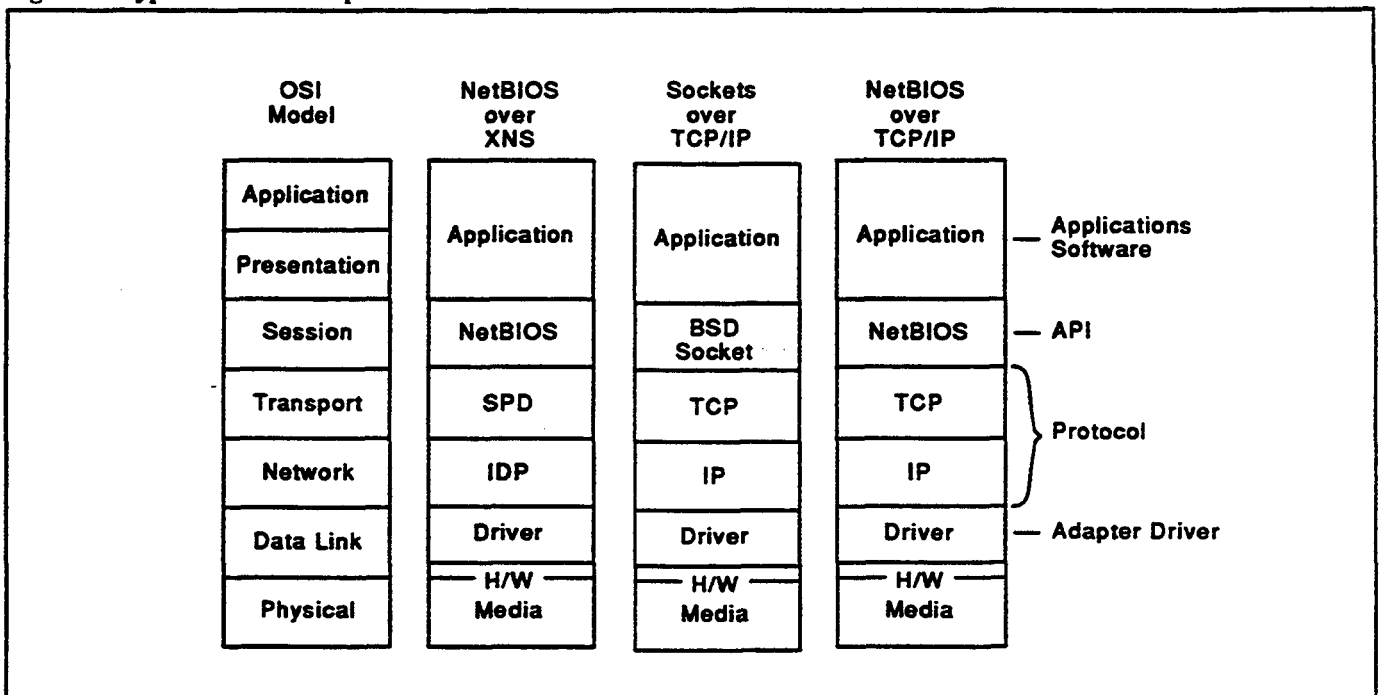 OSI
Model
NetBIOS
over
XNS
Sockets
over
TCP/IP
NetBIOS
over
TCP/IP
Application
Presentation
Session
Transport
Network
Data Link
Physical
Application
NetBIOS
SPD
IDP
Driver
H/W
Media
Application
BSD
Socket
TCP
IP
Driver
H/W
Media
Application
NetBIOS
TCP
IP
Driver
H/W
Media
Applications
Software
API
Protocol
Adapter Driver